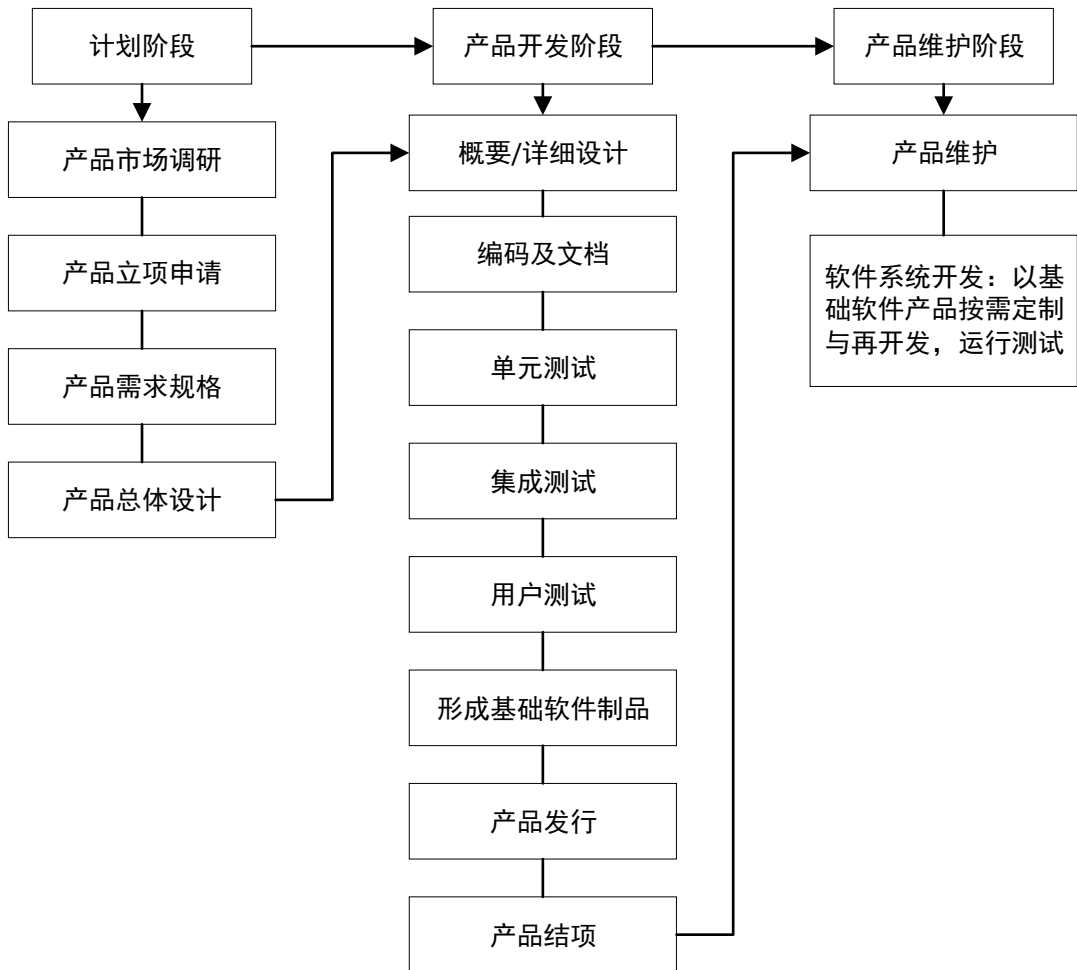 计划阶段
产品开发阶段
产品维护阶段
产品市场调研
产品立项申请
产品需求规格
产品总体设计
概要/详细设计
编码及文档
单元测试
集成测试
用户测试
形成基础软件制品
产品发行
产品结项
产品维护
软件系统开发：以基
础软件产品按需定制
与再开发，运行测试